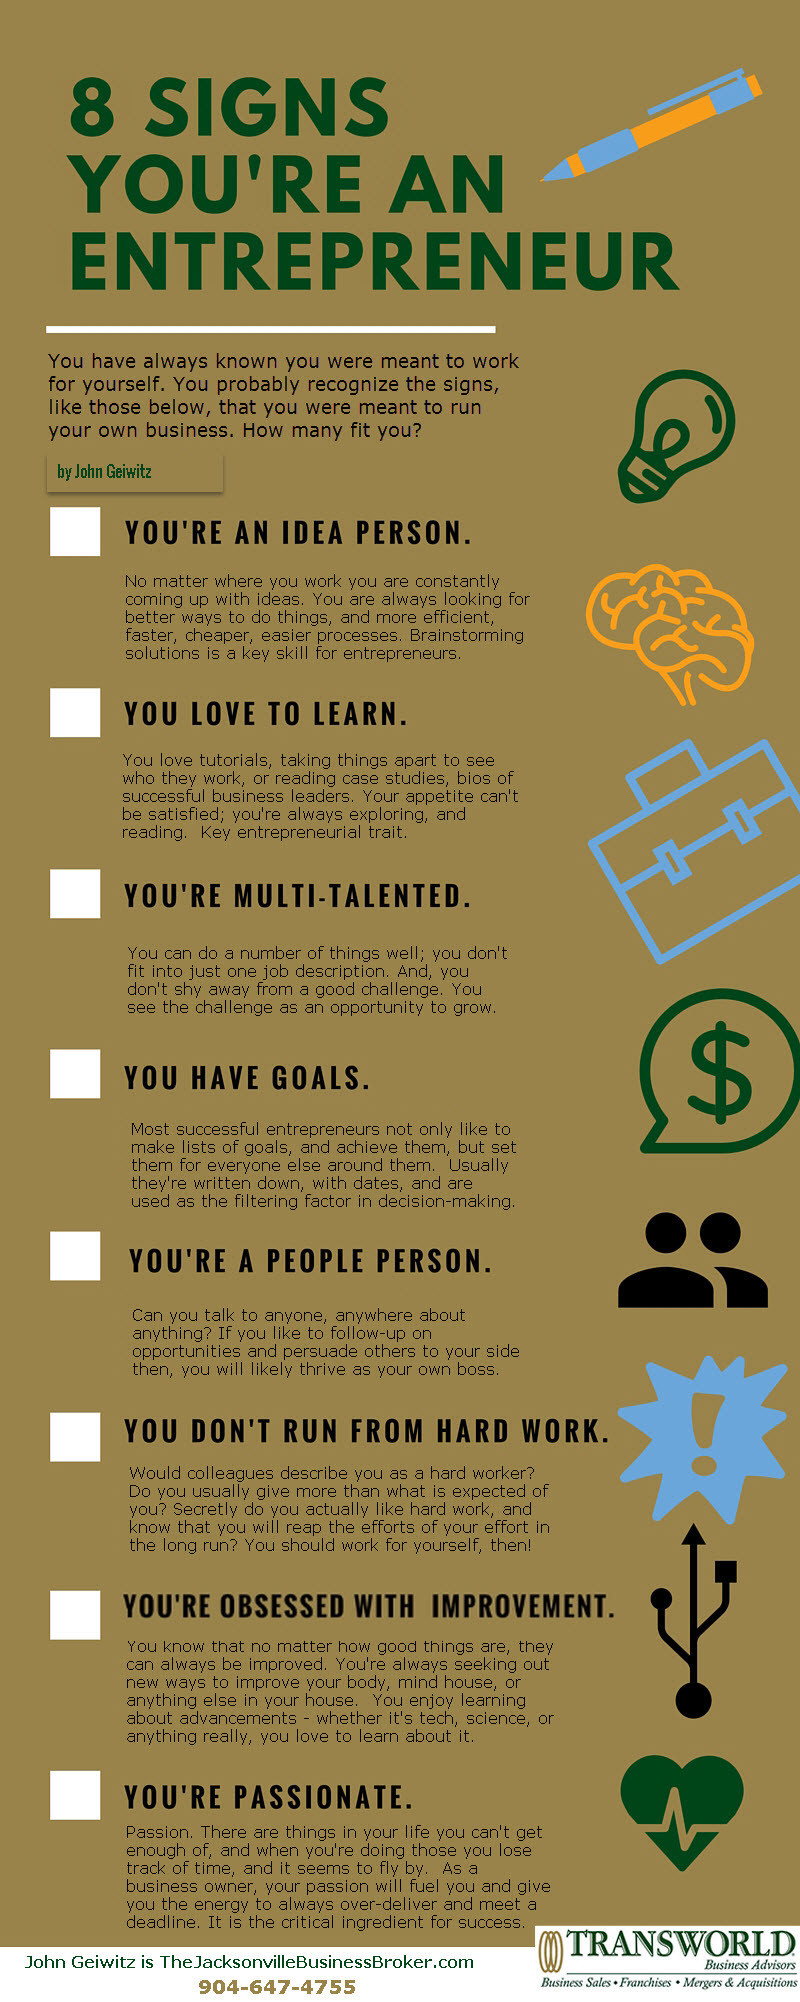 8 SIGNS
YOU'RE AN
ENTREPRENEUR
You have always known you were meant to work
for yourself. You probably recognize the signs,
like those below, that you were meant to run
your own business. How many fit you?
by John Geiwitz
YOU'RE AN IDEA PERSON.
No matter where you work you are constantly
coming up with ideas. You are always looking for
better ways to do things, and more efficient,
faster, cheaper, easier processes. Brainstorming
solutions is a key skill for entrepreneurs.
YOU LOVE TO LEARN.
You love tutorials, taking things apart to see
who they work, or reading case studies, bios of
successful business leaders. Your appetite can't
be satisfied; you're always exploring, and
reading.  Key entrepreneurial trait.
YOU'RE MULTI-TALENTED.
You can do a number of things well; you don't
fit into just one job description. And, you
don't shy away from a good challenge. You
see the challenge as an opportunity to grow.
$
YOU HAVE GOALS.
Most successful entrepreneurs not only like to
make lists of goals, and achieve them, but set
them for everyone else around them.  Usually
they're written down, with dates, and are
used as the filtering factor in decision-making.
YOU'RE A PEOPLE PERSON.
Can you talk to anyone, anywhere about
anything? If you like to follow-up on
opportunities and persuade others to your side
then, you will likely thrive as your own boss.
YOU DON'T RUN FROM HARD WORK.
!
Would colleagues describe you as a hard worker?
Do you usually give more than what is expected of
you? Secretly do you actually like hard work, and
know that you will reap the efforts of your effort in
the long run? You should work for yourself, then!
YOU'RE OBSESSED WITH  IMPROVEMENT.
You know that no matter how good things are, they
can always be improved. You're always seeking out
new ways to improve your body, mind house, or
anything else in your house.  You enjoy learning
about advancements - whether it's tech, science, or
anything really, you love to learn about it.
YOU'RE PASSIONATE.
Passion. There are things in your life you can't get
enough of, and when you're doing those you lose
track of time, and it seems to fly by.  As a
business owner, your passion will fuel you and give
you the energy to always over-deliver and meet a
deadline. It is the critical ingredient for success.
John Geiwitz is TheJacksonvilleBusinessBroker.com
904-647-4755
TRANSWORLD
Business Advisors
Business Sales • Franchises • Mergers & Acquisitions